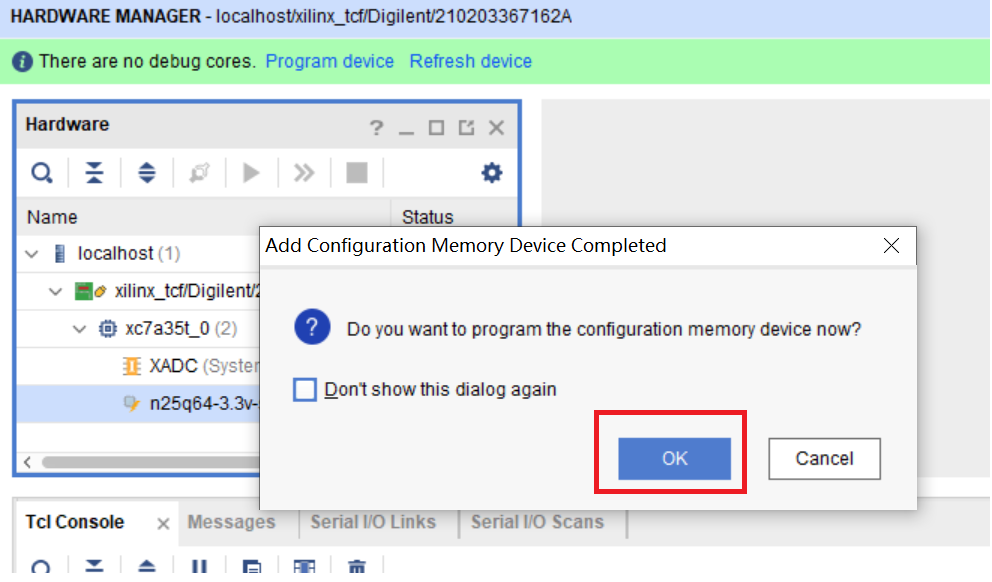 HARDWARE MANAGER - localhost/xilinx_tcf/Digilent/210203367162A
There are no debug cores. Program device Refresh device
Hardware
Name Status
localhost (1)
xilinx_tcf/Digilent/2
xc7a35t_0 (2)
XADC (System
n25q64-3.3v-
Add Configuration Memory Device Completed
Do you want to program the configuration memory device now?
Don't show this dialog again
OK Cancel
Tcl Console Messages Serial I/O Links Serial I/O Scans